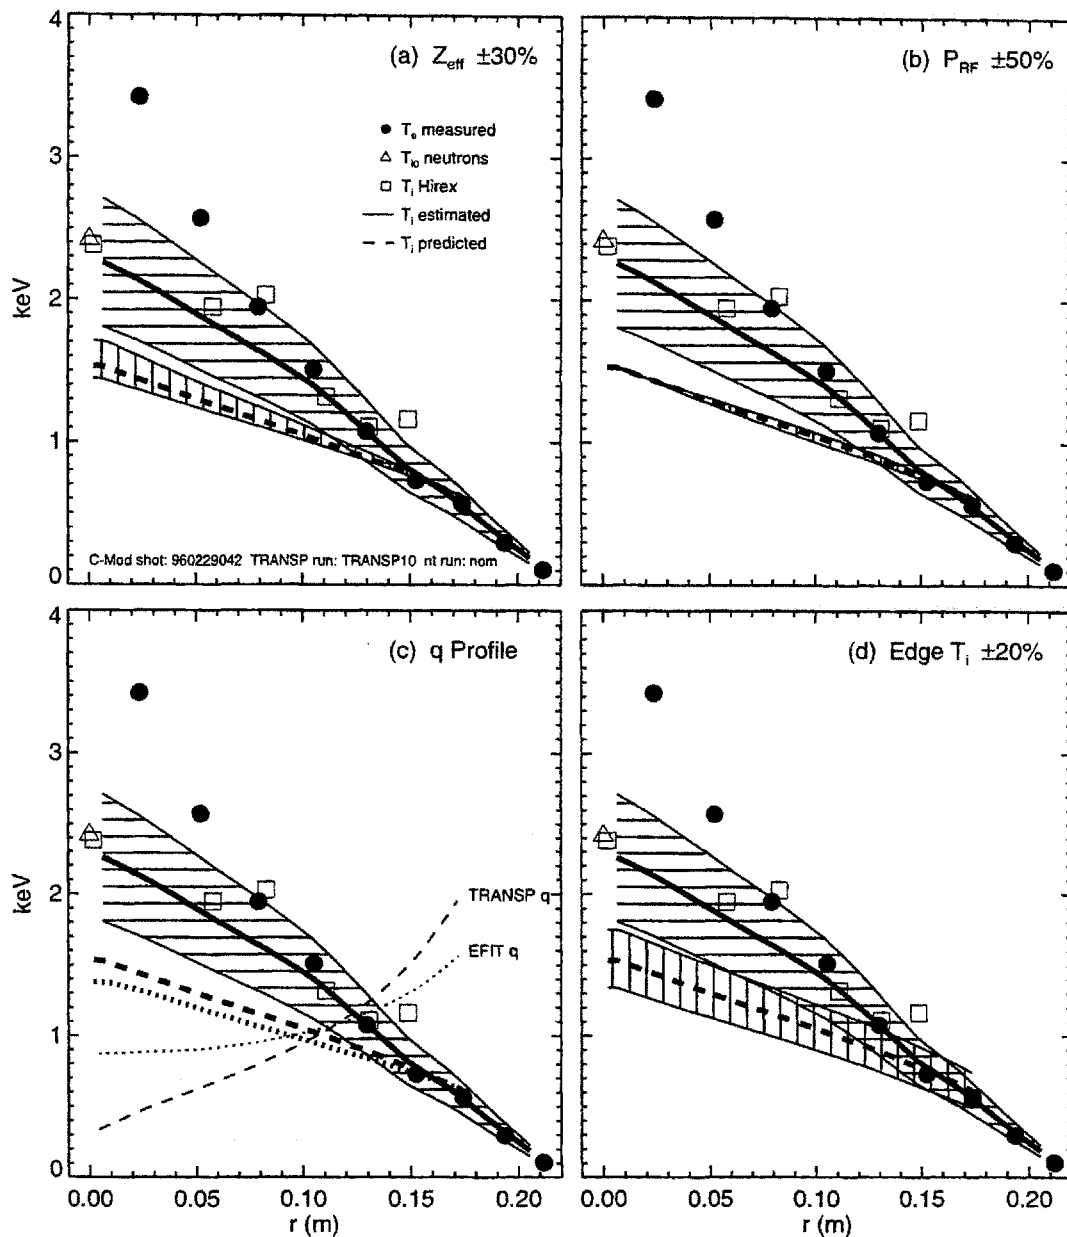 4
3
2
1
0
keV
(a) Z_eff ±30%
T_e measured
T_i0 neutrons
T_i Hirex
T_i estimated
T_i predicted
C-Mod shot: 960229042 TRANSP run: TRANSP10 nt run: nom
(b) P_RF ±50%
4
3
2
1
0
keV
(c) q Profile
TRANSP q
EFIT q
0.00 0.05 0.10 0.15 0.20
r (m)
(d) Edge T_i ±20%
0.00 0.05 0.10 0.15 0.20
r (m)